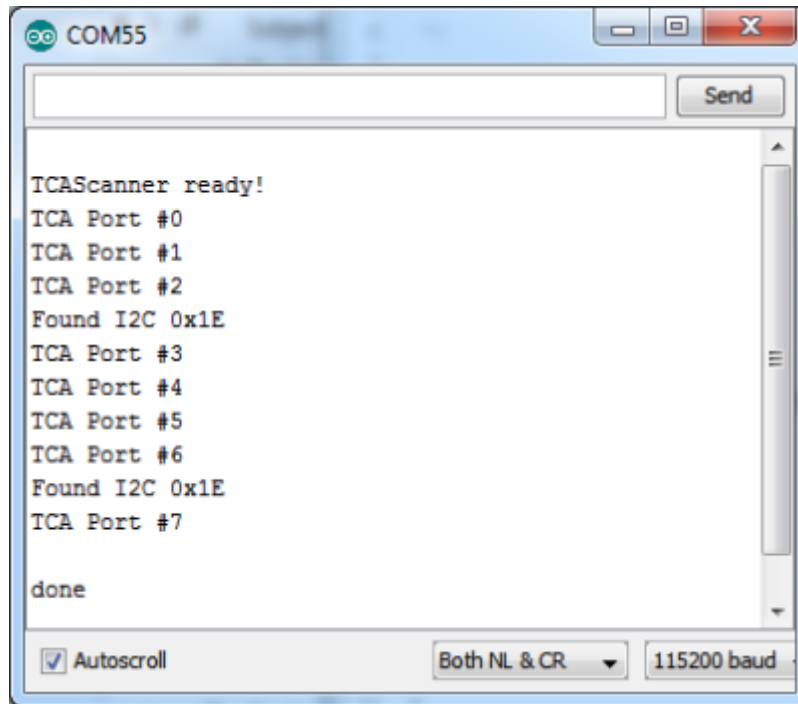 COM55
Send
TCAScanner ready!
TCA Port #0
TCA Port #1
TCA Port #2
Found I2C 0x1E
TCA Port #3
TCA Port #4
TCA Port #5
TCA Port #6
Found I2C 0x1E
TCA Port #7
done
Autoscroll Both NL & CR 115200 baud